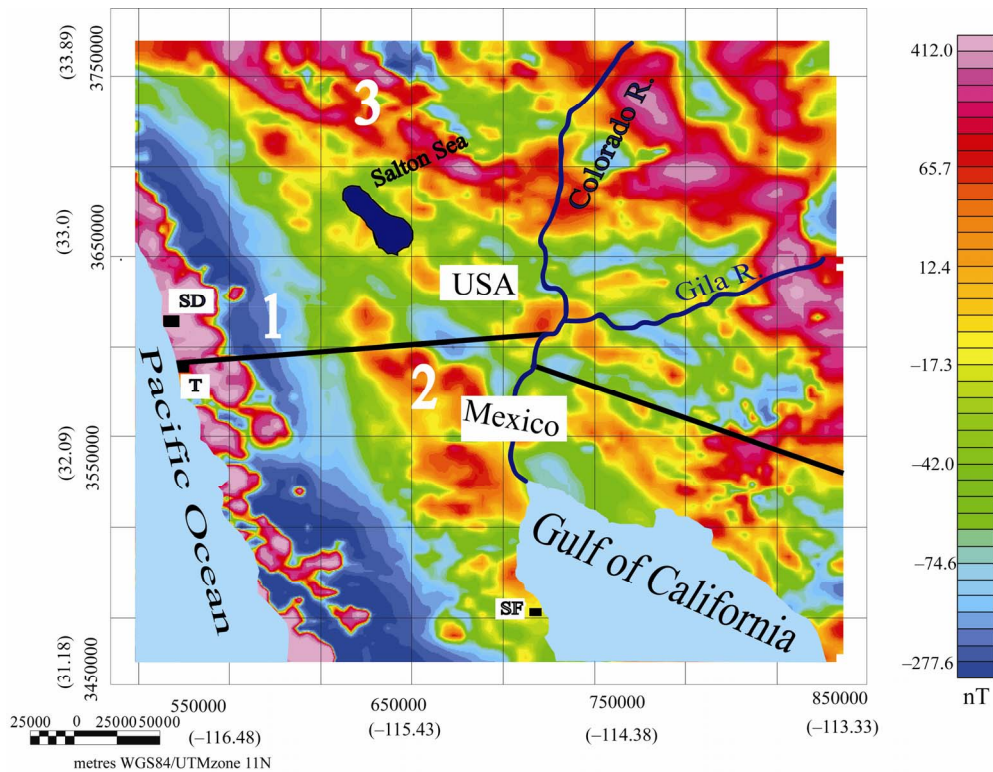 (33.89)
3750000
(33.0)
3650000
(32.09)
3550000
(31.18)
3450000
3
Salton Sea
Colorado R.
USA
Gila R.
SD
1
T
2
Mexico
Pacific Ocean
Gulf of California
SF
412.0
65.7
12.4
−17.3
−42.0
−74.6
−277.6
nT
550000
650000
750000
850000
(−116.48)
(−115.43)
(−114.38)
(−113.33)
25000 0 25000 50000
metres WGS84/UTMzone 11N